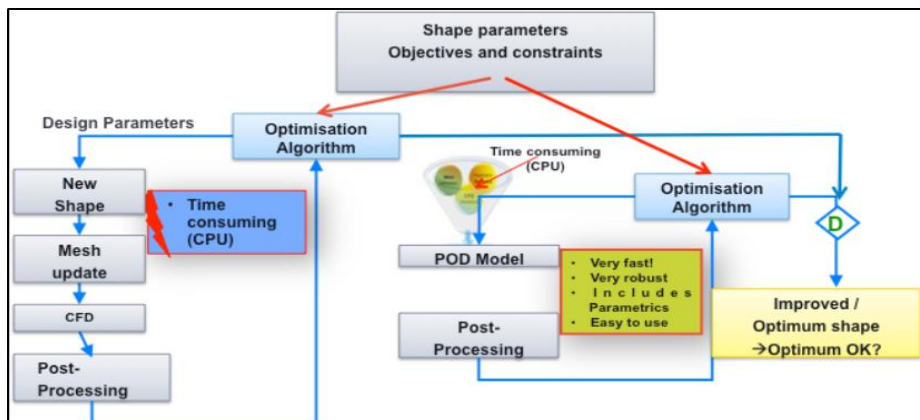 Shape parameters
Objectives and constraints
Design Parameters
Optimisation
Algorithm
New
Shape
• Time
consuming
(CPU)
Mesh
update
CFD
Post-
Processing
Time consuming
(CPU)
Optimisation
Algorithm
D
POD Model
• Very fast!
• Very robust
• Includes
Parametrics
• Easy to use
Post-
Processing
Improved /
Optimum shape
→Optimum OK?